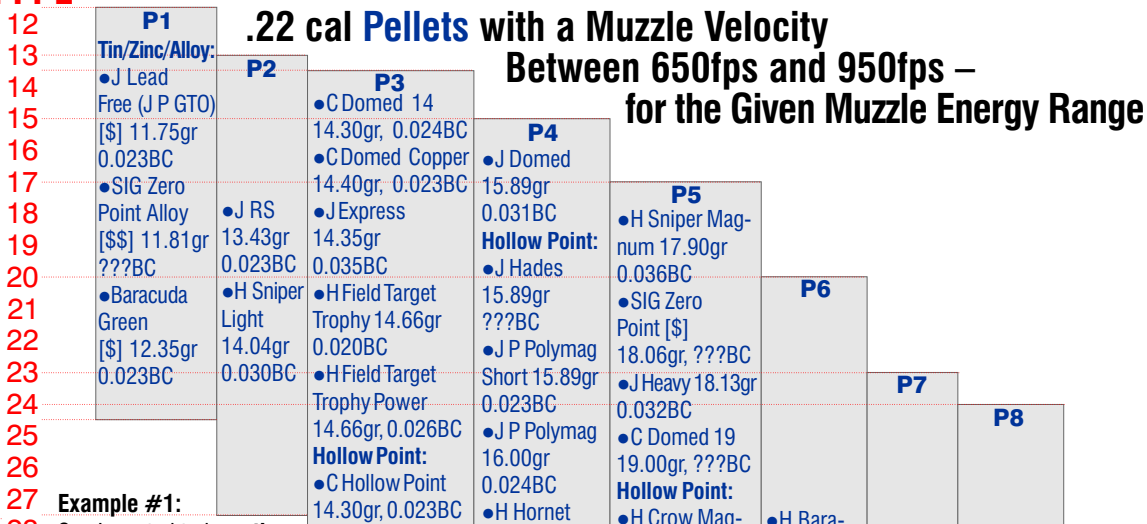 .22 cal Pellets with a Muzzle Velocity
Between 650fps and 950fps –
for the Given Muzzle Energy Range
12
13
14
15
16
17
18
19
20
21
22
23
24
25
26
27
P1
Tin/Zinc/Alloy:
●J Lead
Free (J P GTO)
[$] 11.75gr
0.023BC
●SIG Zero
Point Alloy
[$$] 11.81gr
???BC
●Baracuda
Green
[$] 12.35gr
0.023BC
P2
●J RS
13.43gr
0.023BC
●H Sniper
Light
14.04gr
0.030BC
P3
●C Domed 14
14.30gr, 0.024BC
●C Domed Copper
14.40gr, 0.023BC
●J Express
14.35gr
0.035BC
●H Field Target
Trophy 14.66gr
0.020BC
●H Field Target
Trophy Power
14.66gr, 0.026BC
Hollow Point:
●C Hollow Point
14.30gr, 0.023BC
P4
●J Domed
15.89gr
0.031BC
Hollow Point:
●J Hades
15.89gr
???BC
●J P Polymag
Short 15.89gr
0.023BC
●J P Polymag
16.00gr
0.024BC
●H Hornet
P5
●H Sniper Mag-
num 17.90gr
0.036BC
●SIG Zero
Point [$]
18.06gr, ???BC
●J Heavy 18.13gr
0.032BC
●C Domed 19
19.00gr, ???BC
Hollow Point:
●H Crow Mag-
P6
●H Bara-
P7
P8
Example #1: